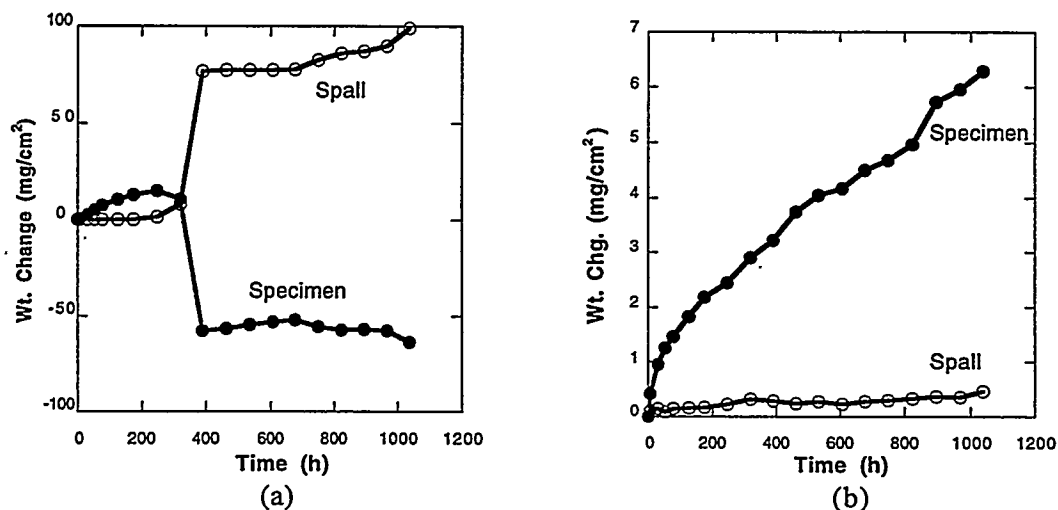 100
50
0
-50
-100
Wt. Change (mg/cm²)
Spall
Specimen
0 200 400 600 800 1000 1200
Time (h)
(a)
7
6
5
4
3
2
1
0
Wt. Chg. (mg/cm²)
Specimen
Spall
0 200 400 600 800 1000 1200
Time (h)
(b)